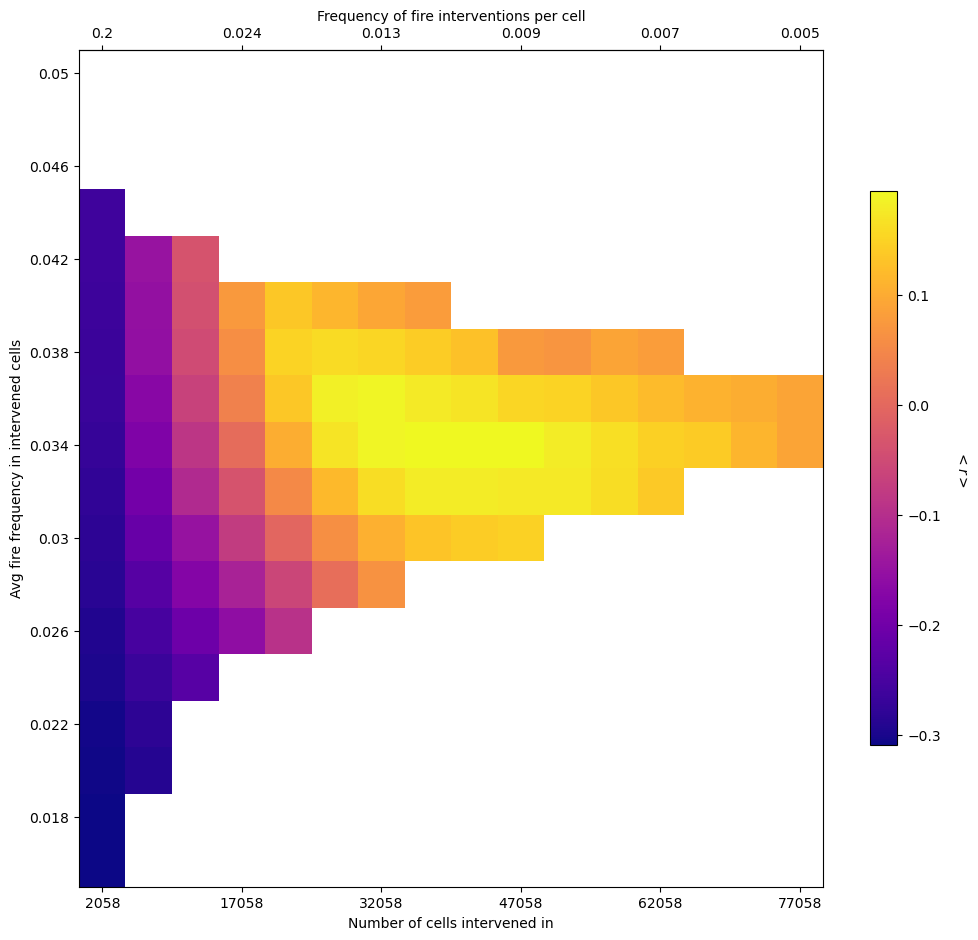 Frequency of fire interventions per cell
0.2 0.024 0.013 0.009 0.007 0.005
0.05
0.046
0.042
0.038
0.034
0.03
0.026
0.022
0.018
Avg fire frequency in intervened cells
2058 17058 32058 47058 62058 77058
Number of cells intervened in
0.1
0.0
−0.1
−0.2
−0.3
< r >